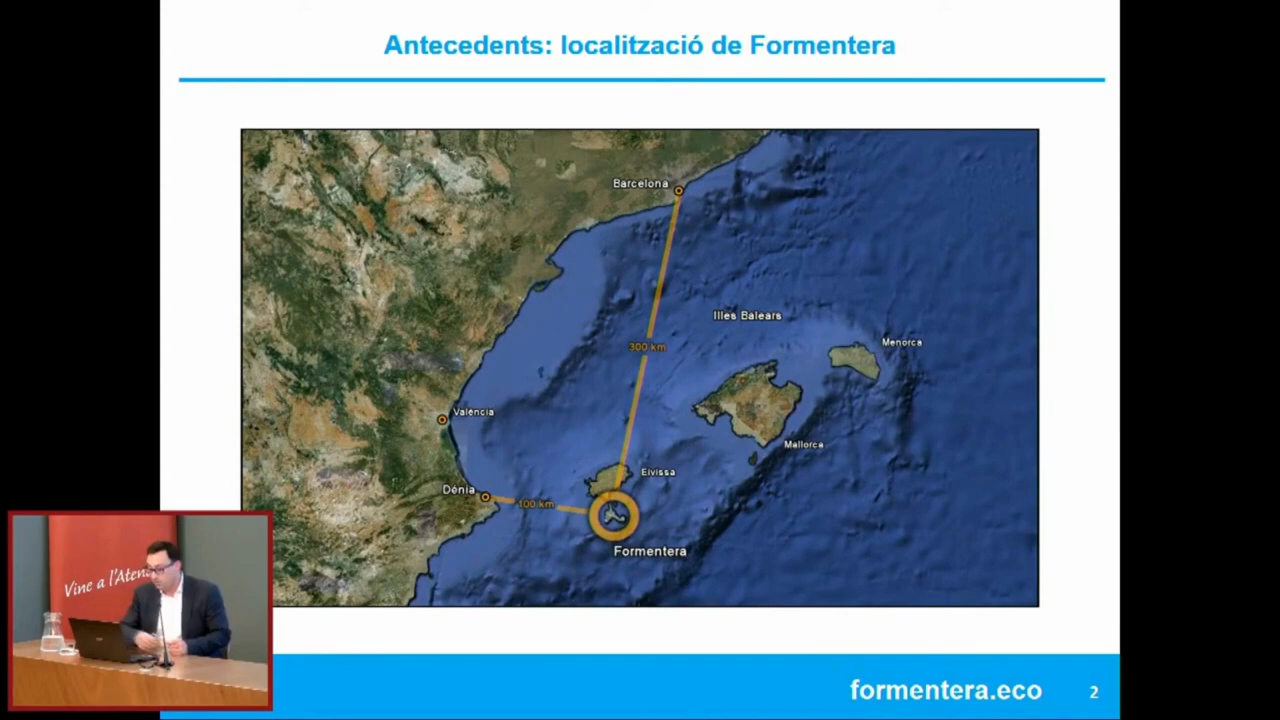 Antecedents: localització de Formentera
Barcelona
Illes Balears
Menorca
300 km
València
Mallorca
Eivissa
Dénia
100 km
Formentera
Vine a l'Aten
formentera.eco
2